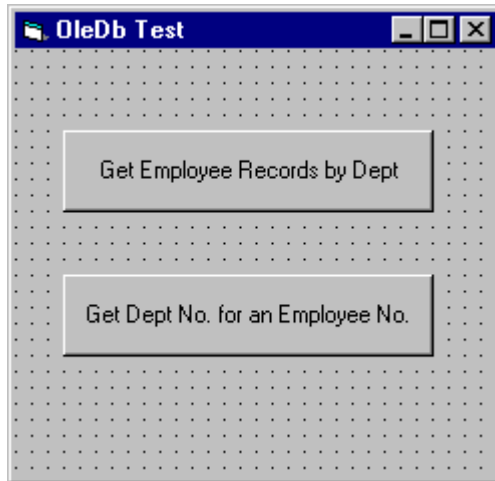 OleDb Test
Get Employee Records by Dept
Get Dept No. for an Employee No.